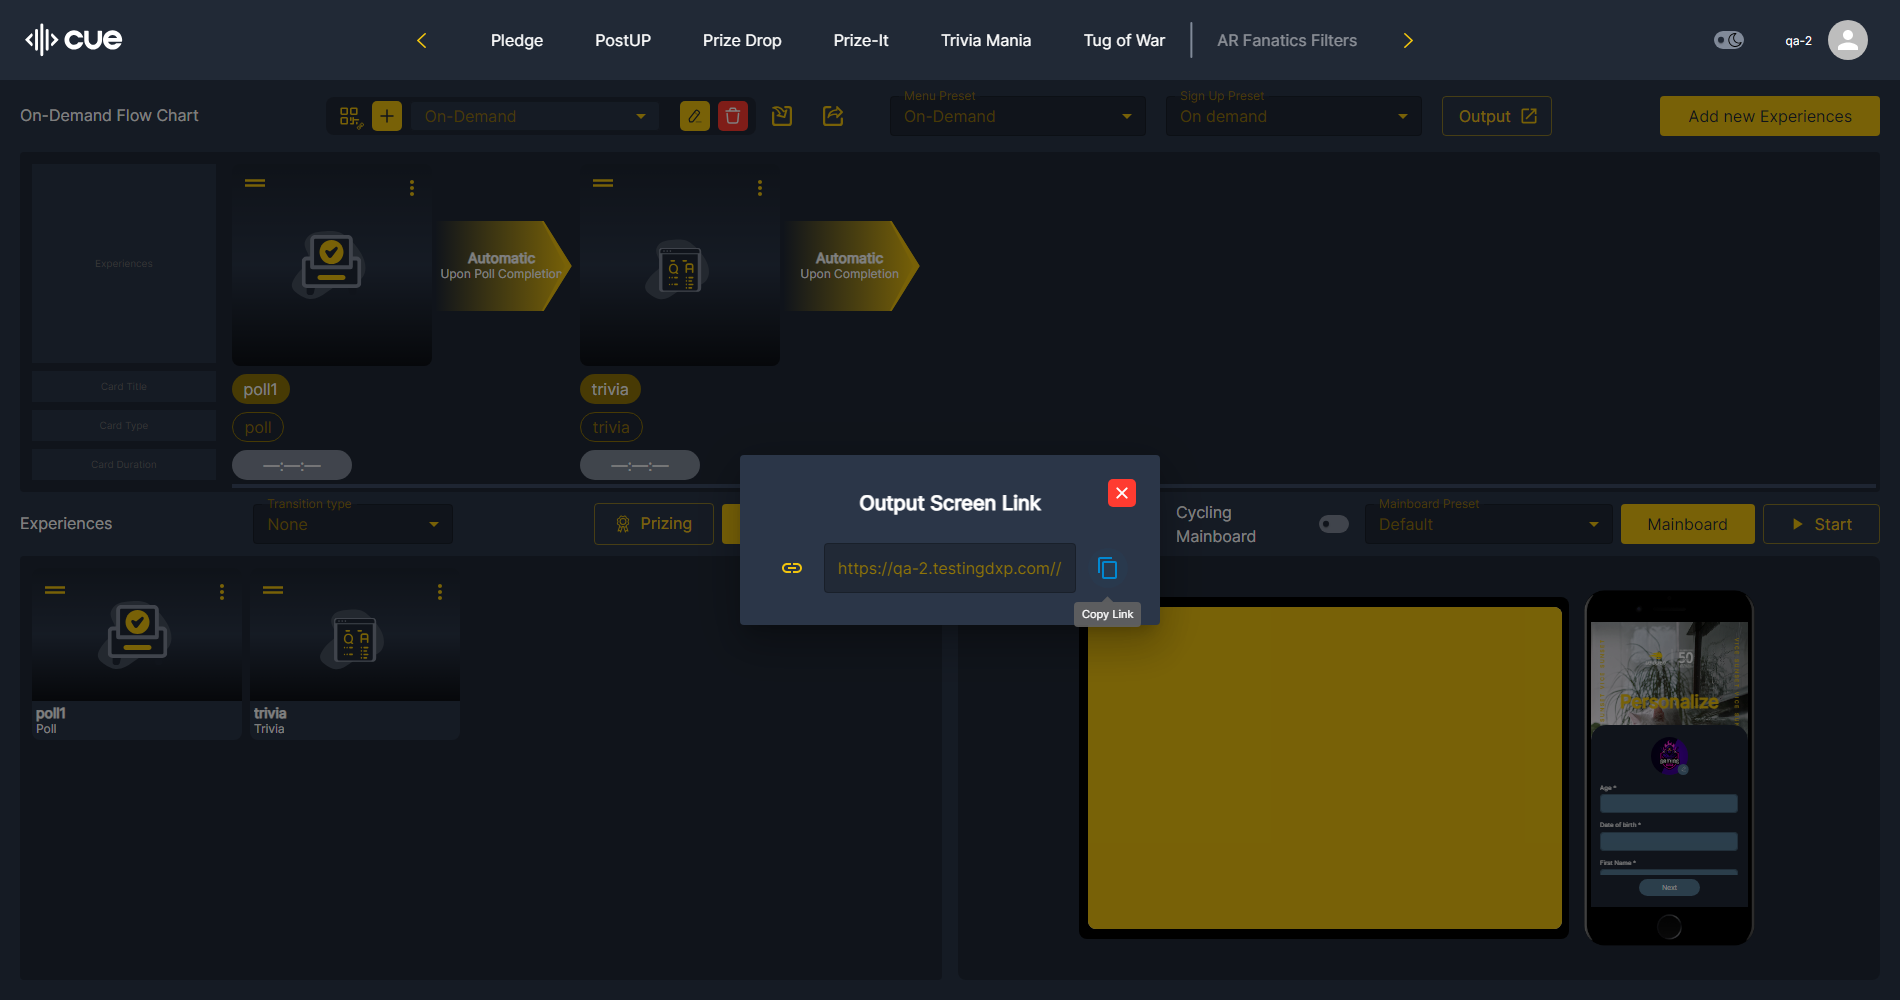 cue
Pledge
PostUP
Prize Drop
Prize-It
Trivia Mania
Tug of War
AR Fanatics Filters
qa-2
On-Demand Flow Chart
On-Demand
Menu Preset
On-Demand
Sign Up Preset
On demand
Output
Add new Experiences
Experiences
Automatic
Upon Poll Completion
Q A
Automatic
Upon Completion
Card Title
poll1
trivia
Card Type
poll
trivia
Card Duration
—:—:—
—:—:—
Output Screen Link
https://qa-2.testingdxp.com//
Copy Link
Experiences
Transition type
None
Prizing
Cycling
Mainboard
Mainboard Preset
Default
Mainboard
Start
Q A
poll1
Poll
trivia
Trivia
50
Personalize
GAMING
Age *
Date of birth *
First Name *
Next